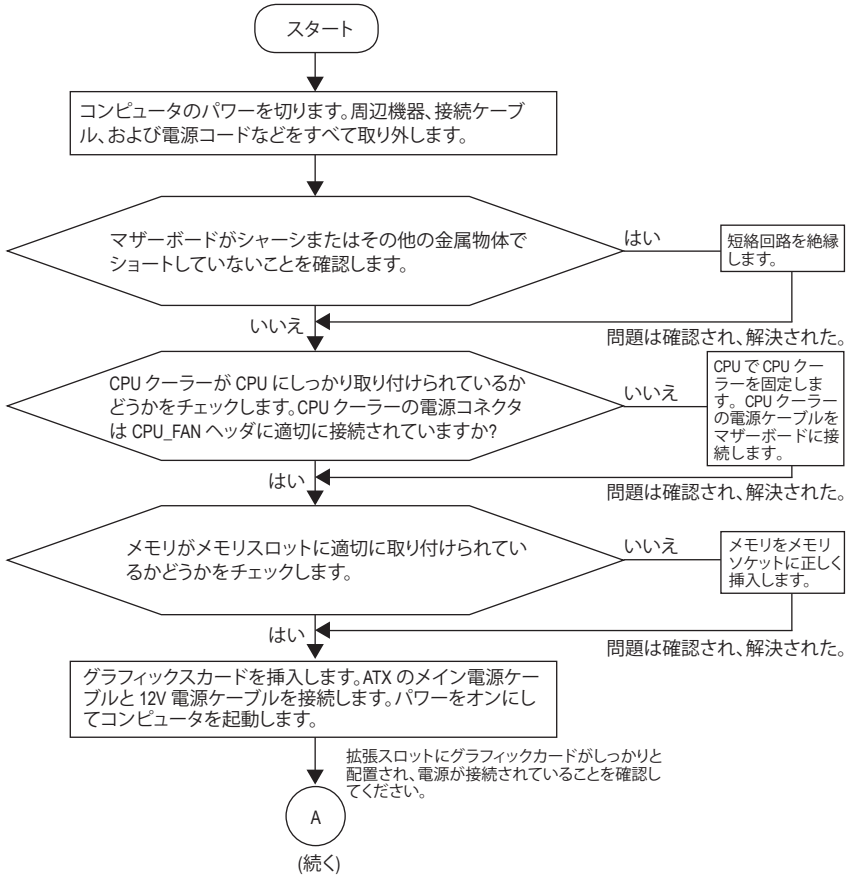 スタート
コンピュータのパワーを切ります。周辺機器、接続ケーブ
ル、および電源コードなどをすべて取り外します。
マザーボードがシャーシまたはその他の金属物体で
ショートしていないことを確認します。
はい
短絡回路を絶縁
します。
いいえ
問題は確認され、解決された。
CPU クーラーが CPU にしっかり取り付けられているか
どうかをチェックします。CPU クーラーの電源コネクタ
は CPU_FAN ヘッダに適切に接続されていますか?
いいえ
CPU で CPU クー
ラーを固定しま
す。CPU クーラー
の電源ケーブルを
マザーボードに接
続します。
はい
問題は確認され、解決された。
メモリがメモリスロットに適切に取り付けられてい
るかどうかをチェックします。
いいえ
メモリをメモリ
ソケットに正しく
挿入します。
はい
問題は確認され、解決された。
グラフィックスカードを挿入します。ATX のメイン電源ケー
ブルと 12V 電源ケーブルを接続します。パワーをオンにし
てコンピュータを起動します。
拡張スロットにグラフィックカードがしっかりと
配置され、電源が接続されていることを確認し
てください。
A
(続く)